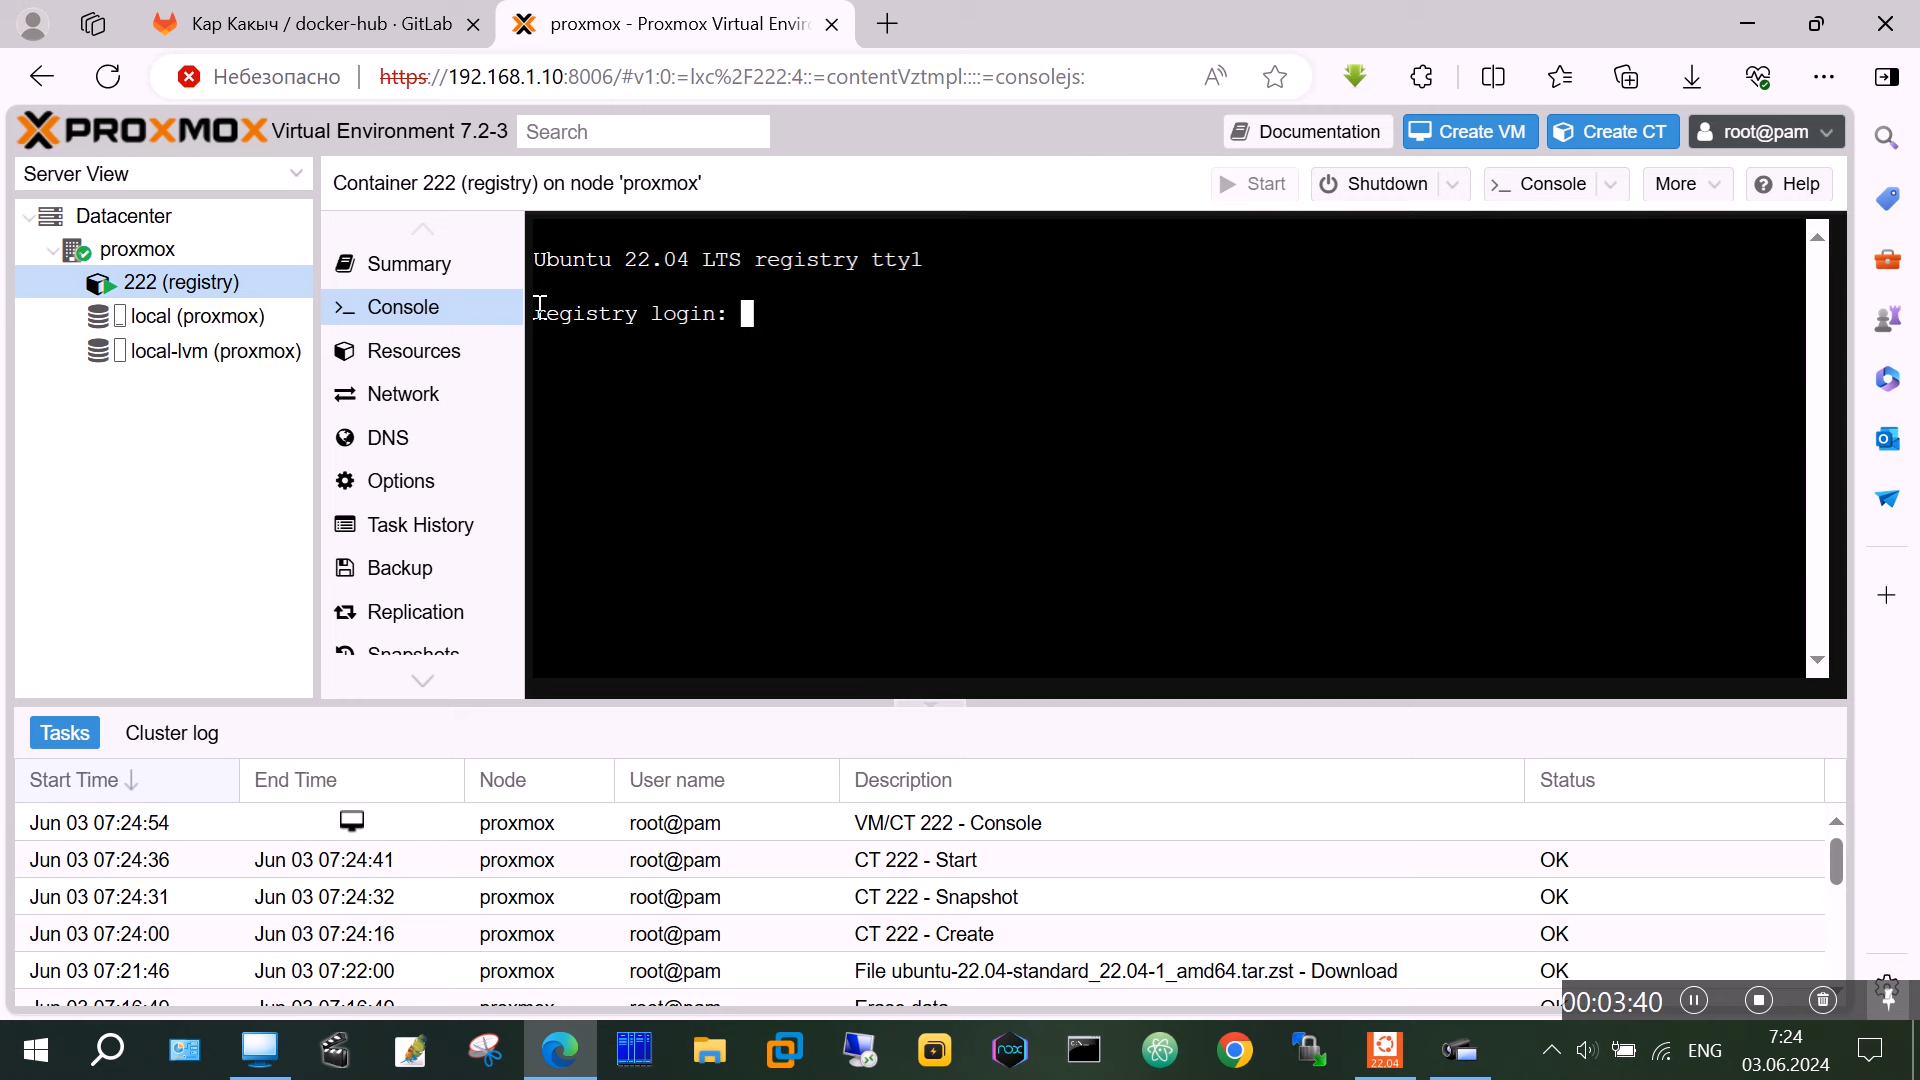 Кар Какыч / docker-hub · GitLab
proxmox - Proxmox Virtual Enviro
Небезопасно
https://192.168.1.10:8006/#v1:0:=lxc%2F222:4::=contentVztmpl::::=consolejs:
PROXMOX Virtual Environment 7.2-3
Search
Documentation
Create VM
Create CT
root@pam
Server View
Container 222 (registry) on node 'proxmox'
Start
Shutdown
Console
More
Help
Datacenter
proxmox
222 (registry)
local (proxmox)
local-lvm (proxmox)
Summary
Console
Resources
Network
DNS
Options
Task History
Backup
Replication
Snapshots
Ubuntu 22.04 LTS registry tty1
registry login:
Tasks
Cluster log
Start Time End Time Node User name Description Status
Jun 03 07:24:54 proxmox root@pam VM/CT 222 - Console
Jun 03 07:24:36 Jun 03 07:24:41 proxmox root@pam CT 222 - Start OK
Jun 03 07:24:31 Jun 03 07:24:32 proxmox root@pam CT 222 - Snapshot OK
Jun 03 07:24:00 Jun 03 07:24:16 proxmox root@pam CT 222 - Create OK
Jun 03 07:21:46 Jun 03 07:22:00 proxmox root@pam File ubuntu-22.04-standard_22.04-1_amd64.tar.zst - Download OK
00:03:40
nox
22.04
ENG
7:24
03.06.2024